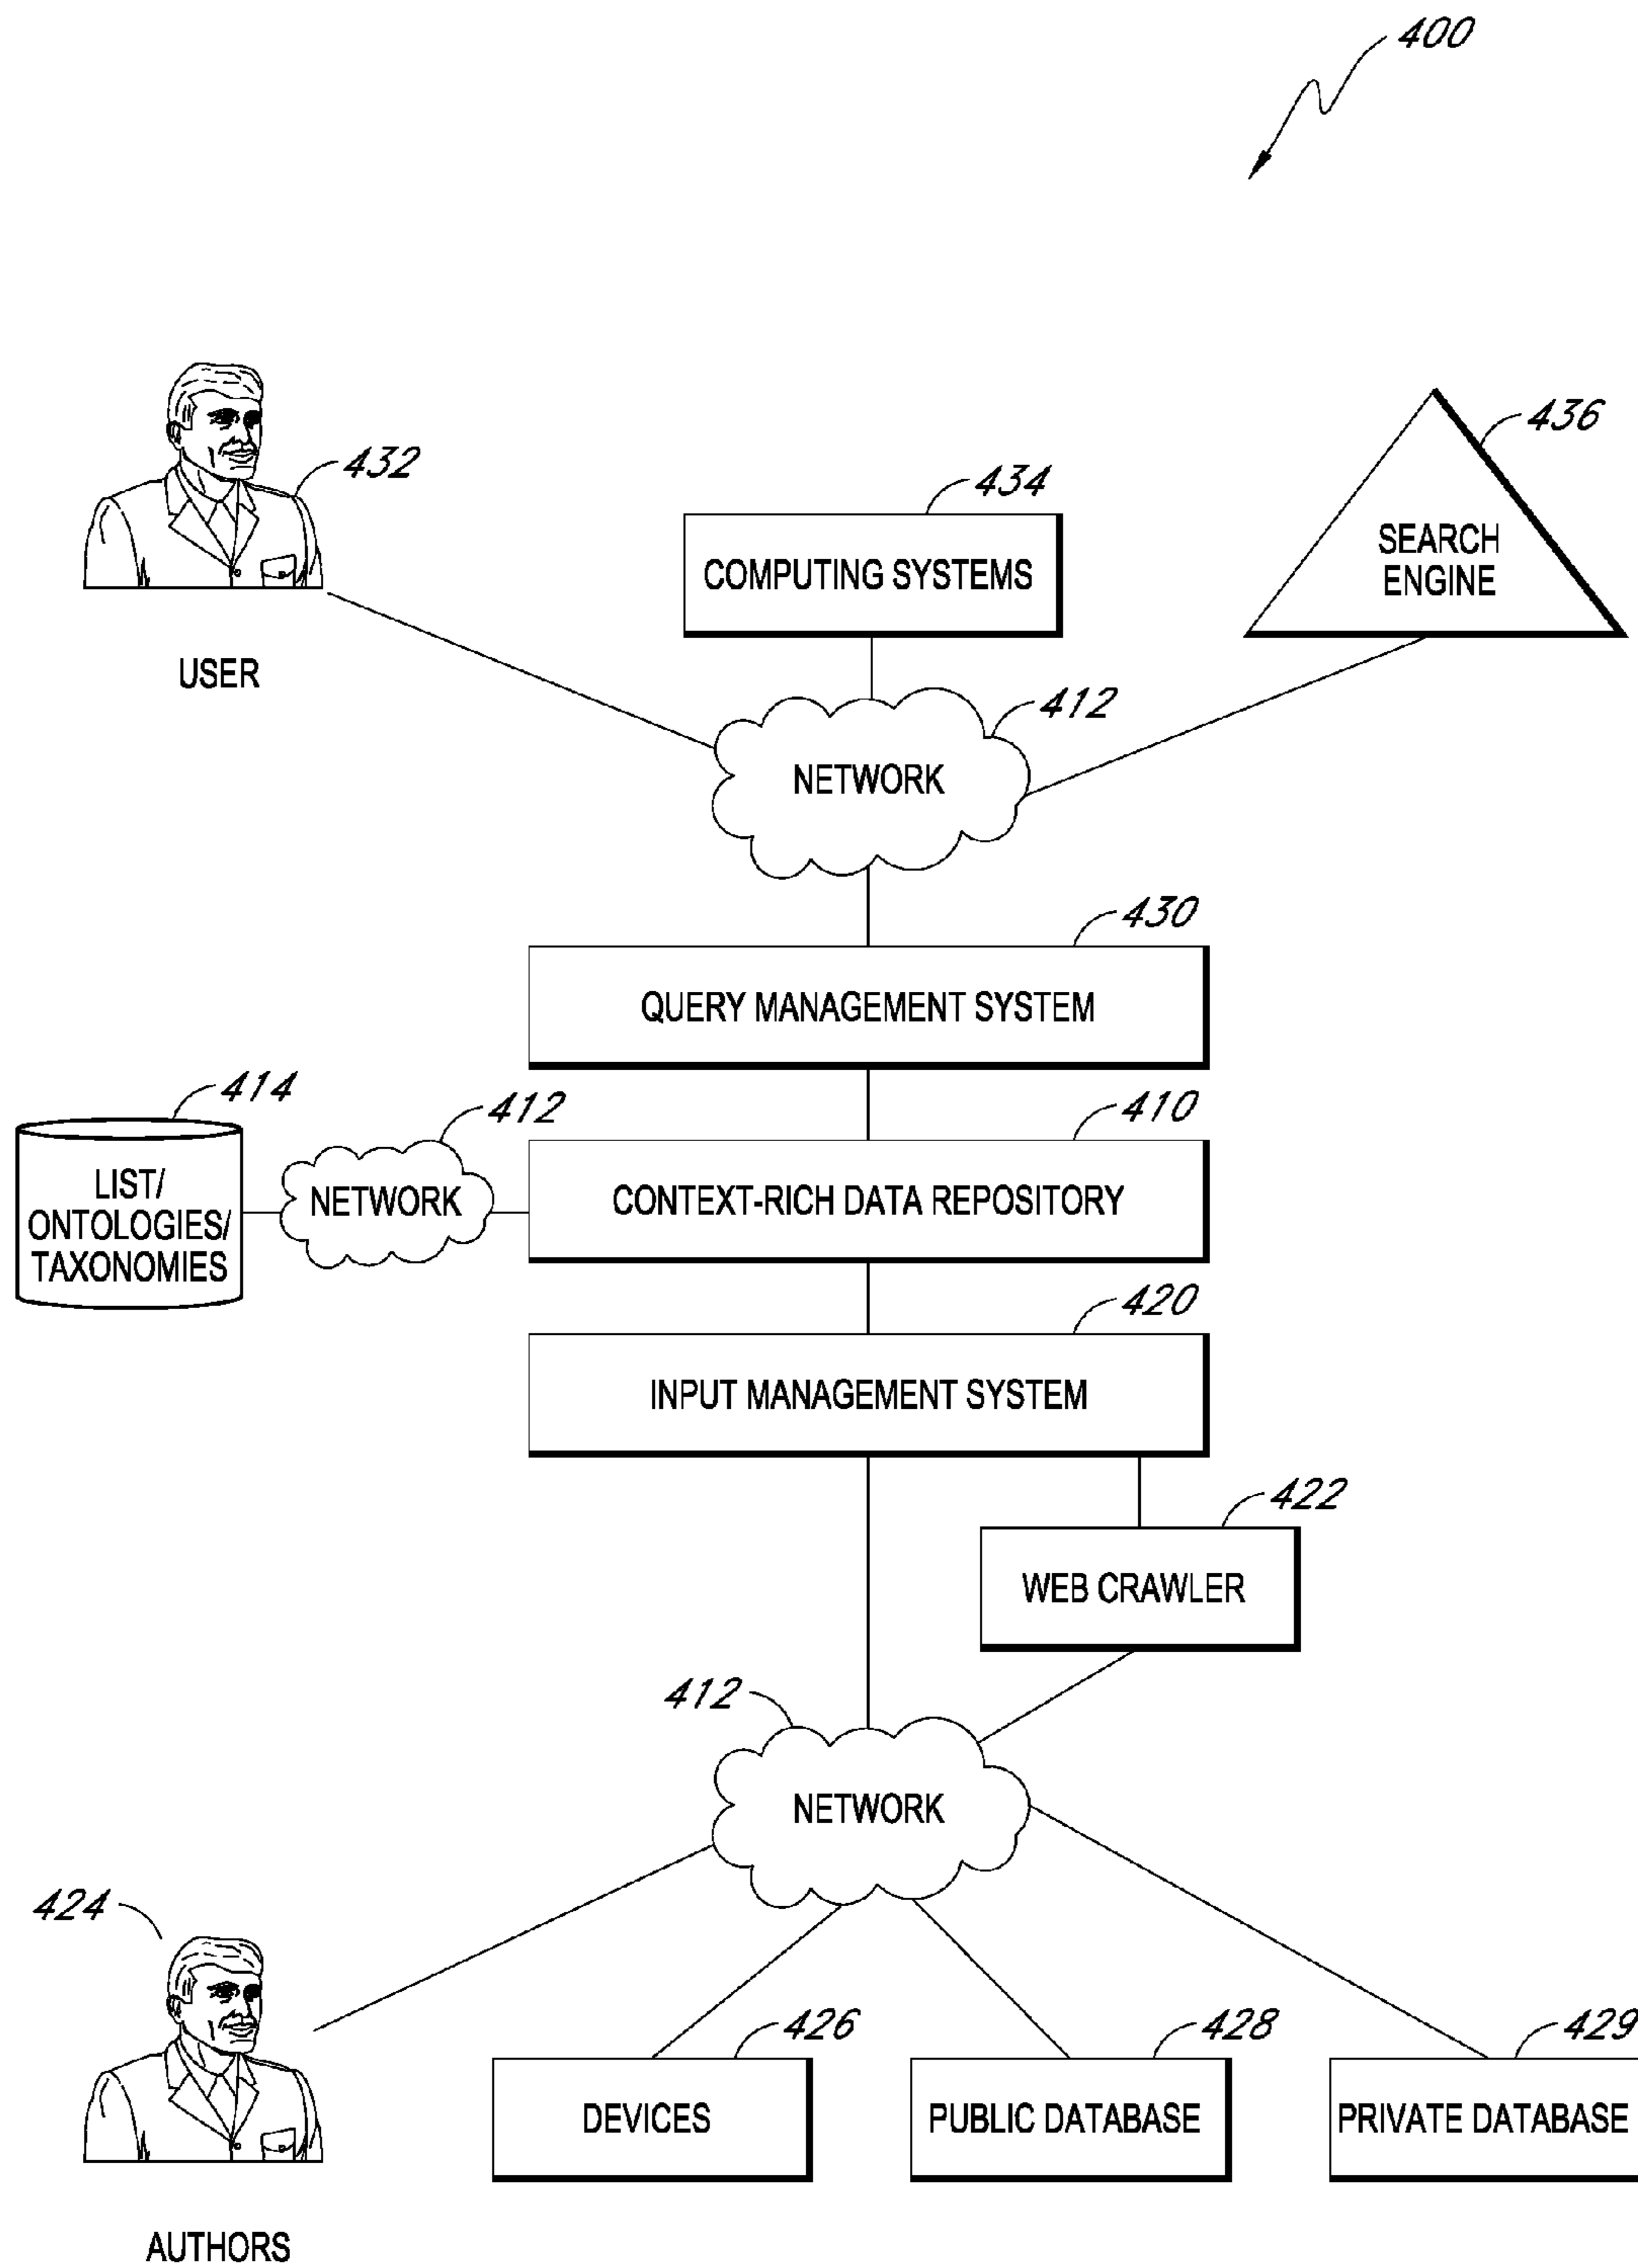 400
432
434
436
COMPUTING SYSTEMS
SEARCH
ENGINE
USER
412
NETWORK
430
QUERY MANAGEMENT SYSTEM
414
412
410
LIST/
ONTOLOGIES/
TAXONOMIES
NETWORK
CONTEXT-RICH DATA REPOSITORY
420
INPUT MANAGEMENT SYSTEM
422
WEB CRAWLER
412
NETWORK
424
426
428
429
DEVICES
PUBLIC DATABASE
PRIVATE DATABASE
AUTHORS